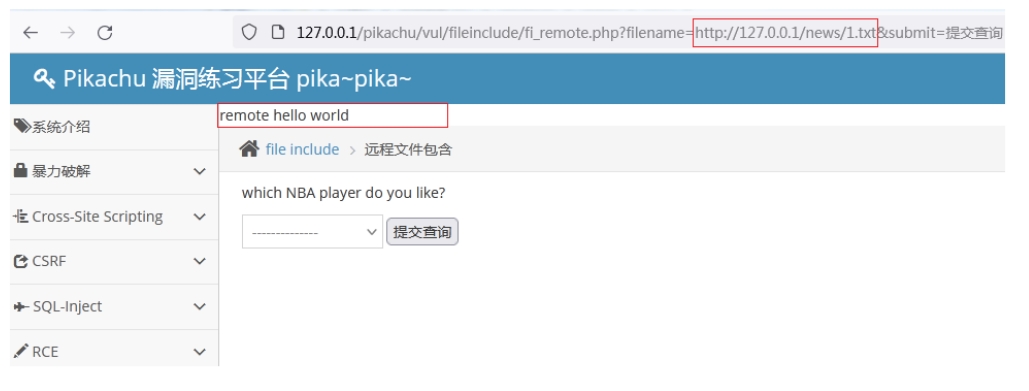 127.0.0.1/pikachu/vul/fileinclude/fi_remote.php?filename=http://127.0.0.1/news/1.txt&submit=提交查询
Pikachu 漏洞练习平台 pika~pika~
系统介绍
remote hello world
file include > 远程文件包含
暴力破解
which NBA player do you like?
Cross-Site Scripting
--------------
提交查询
CSRF
SQL-Inject
RCE